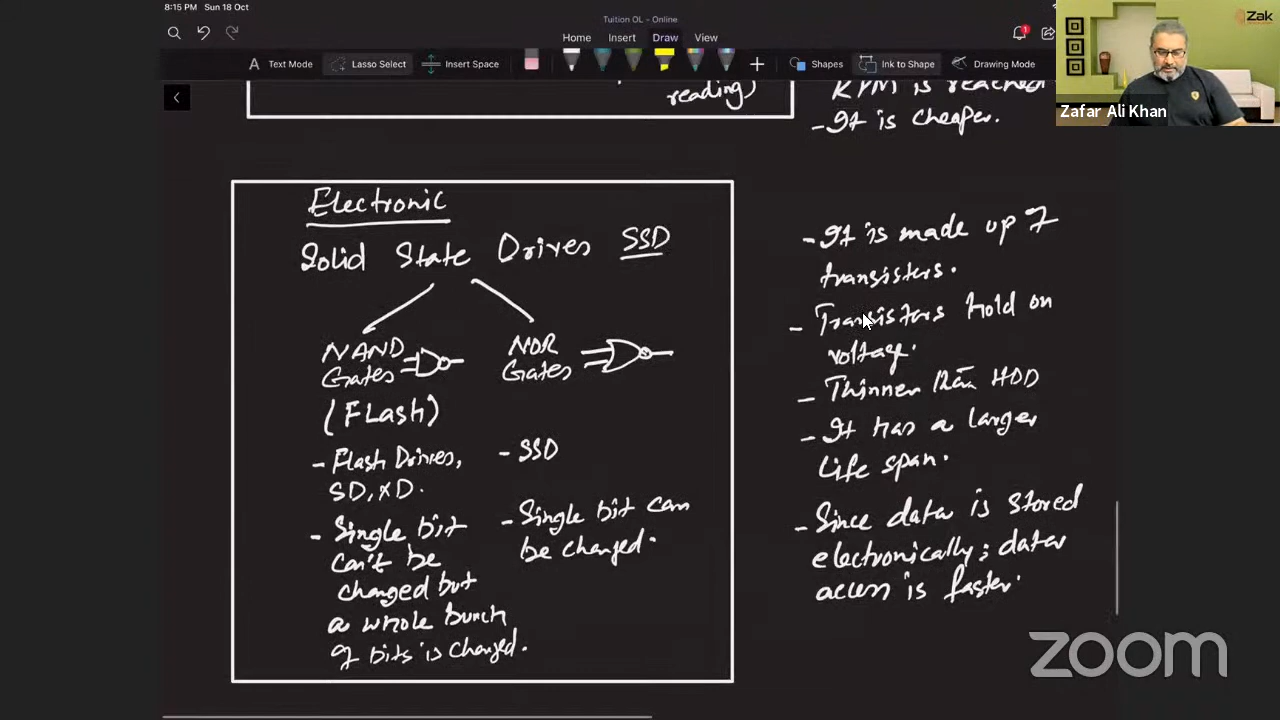 8:15 PM Sun 18 Oct
Tuition OL - Online
Home Insert Draw View
1
Text Mode Lasso Select Insert Space Shapes Ink to Shape Drawing Mode
Zak
Zafar Ali Khan
reading)
RPM is reached
- It is cheaper.
Electronic
Solid State Drives SSD
NAND Gates
NOR Gates
(FLash)
- Flash Drives,
SD, XD.
- Single bit
can't be
changed but
a whole bunch
of bits is changed.
- SSD
- Single bit can
be changed.
- It is made up of
transisters.
- Transistors hold on
voltage.
- Thinner than HDD
- It has a larger
Life span.
- Since data is stored
electronically; data
access is faster.
zoom